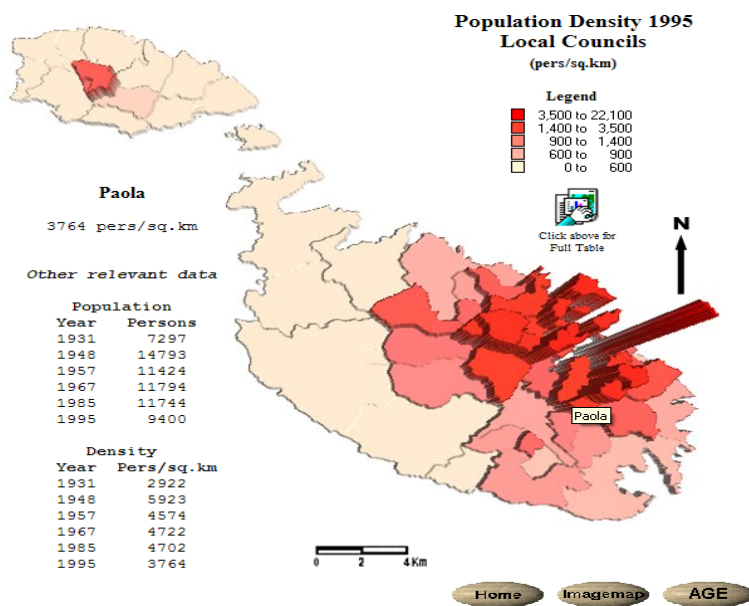 Population Density 1995
Local Councils
(pers/sq.km)
Legend
3,500 to 22,100
1,400 to 3,500
900 to 1,400
600 to 900
0 to 600
Click above for
Full Table
N
Paola
3764 pers/sq.km
Other relevant data
Population
Year Persons
1931 7297
1948 14793
1957 11424
1967 11794
1985 11744
1995 9400
Density
Year Pers/sq.km
1931 2922
1948 5923
1957 4574
1967 4722
1985 4702
1995 3764
Paola
0 2 4 Km
Home Imagemap AGE